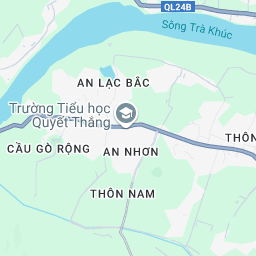 QL24B
Sông Trà Khúc
AN LẠC BẮC
Trường Tiểu học
Quyết Thắng
THÔN
CẦU GÒ RỘNG
AN NHƠN
THÔN NAM